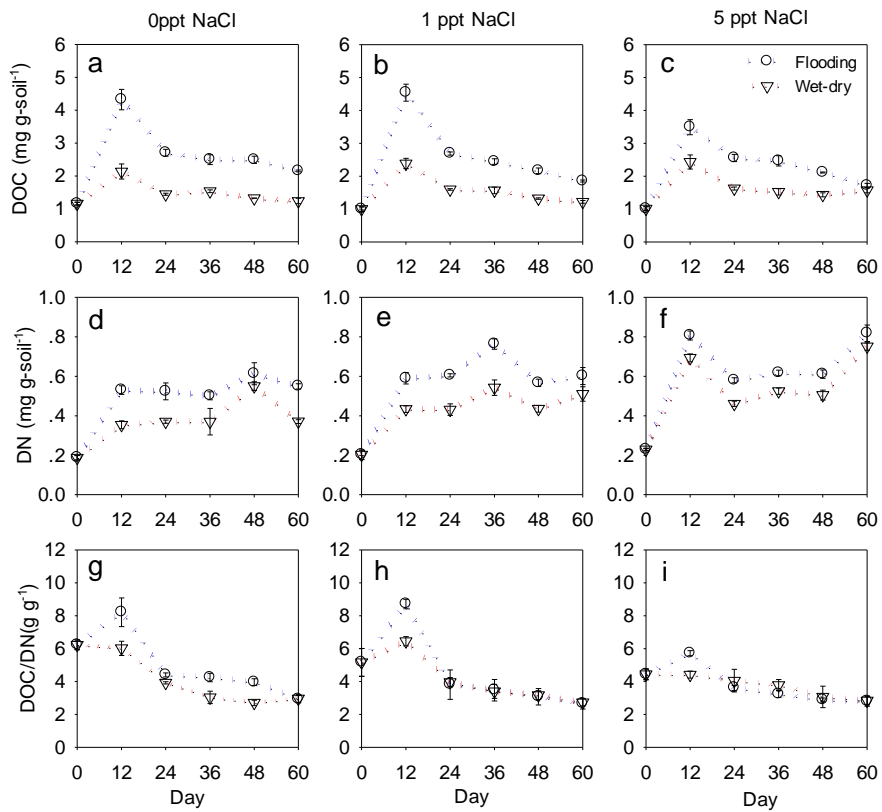 0ppt NaCl 1 ppt NaCl 5 ppt NaCl
DOC (mg g-soil⁻¹)
6 5 4 3 2 1 0
a
0 12 24 36 48 60
6 5 4 3 2 1 0
b
0 12 24 36 48 60
6 5 4 3 2 1 0
c
Flooding
Wet-dry
0 12 24 36 48 60
DN (mg g-soil⁻¹)
1.0 .8 .6 .4 .2 0.0
d
0 12 24 36 48 60
1.0 .8 .6 .4 .2 0.0
e
0 12 24 36 48 60
1.0 .8 .6 .4 .2 0.0
f
0 12 24 36 48 60
DOC/DN(g g⁻¹)
12 10 8 6 4 2 0
g
0 12 24 36 48 60
Day
12 10 8 6 4 2 0
h
0 12 24 36 48 60
Day
12 10 8 6 4 2 0
i
0 12 24 36 48 60
Day